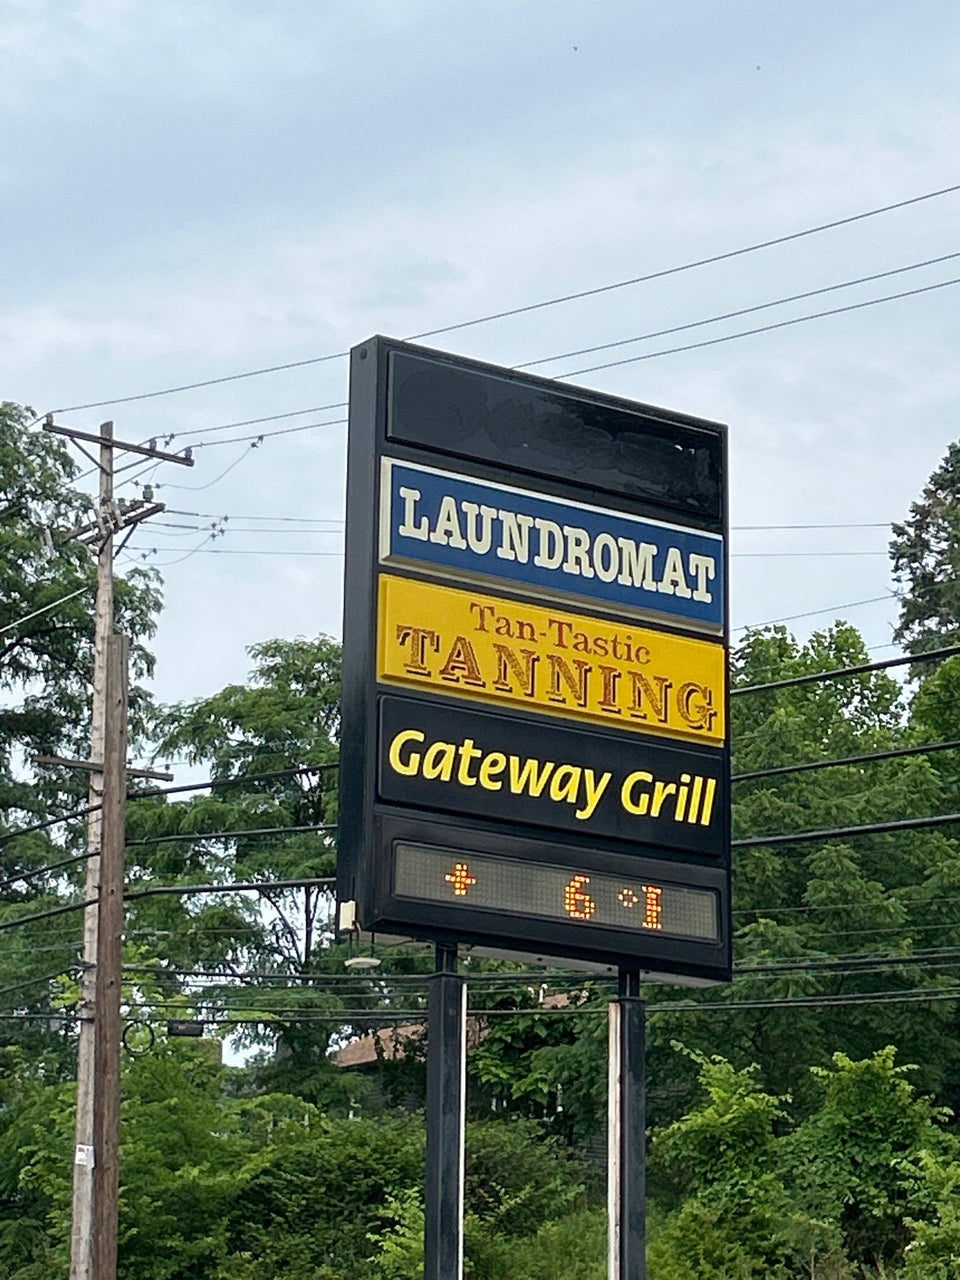 LAUNDROMAT
Tan-Tastic
TANNING
Gateway Grill